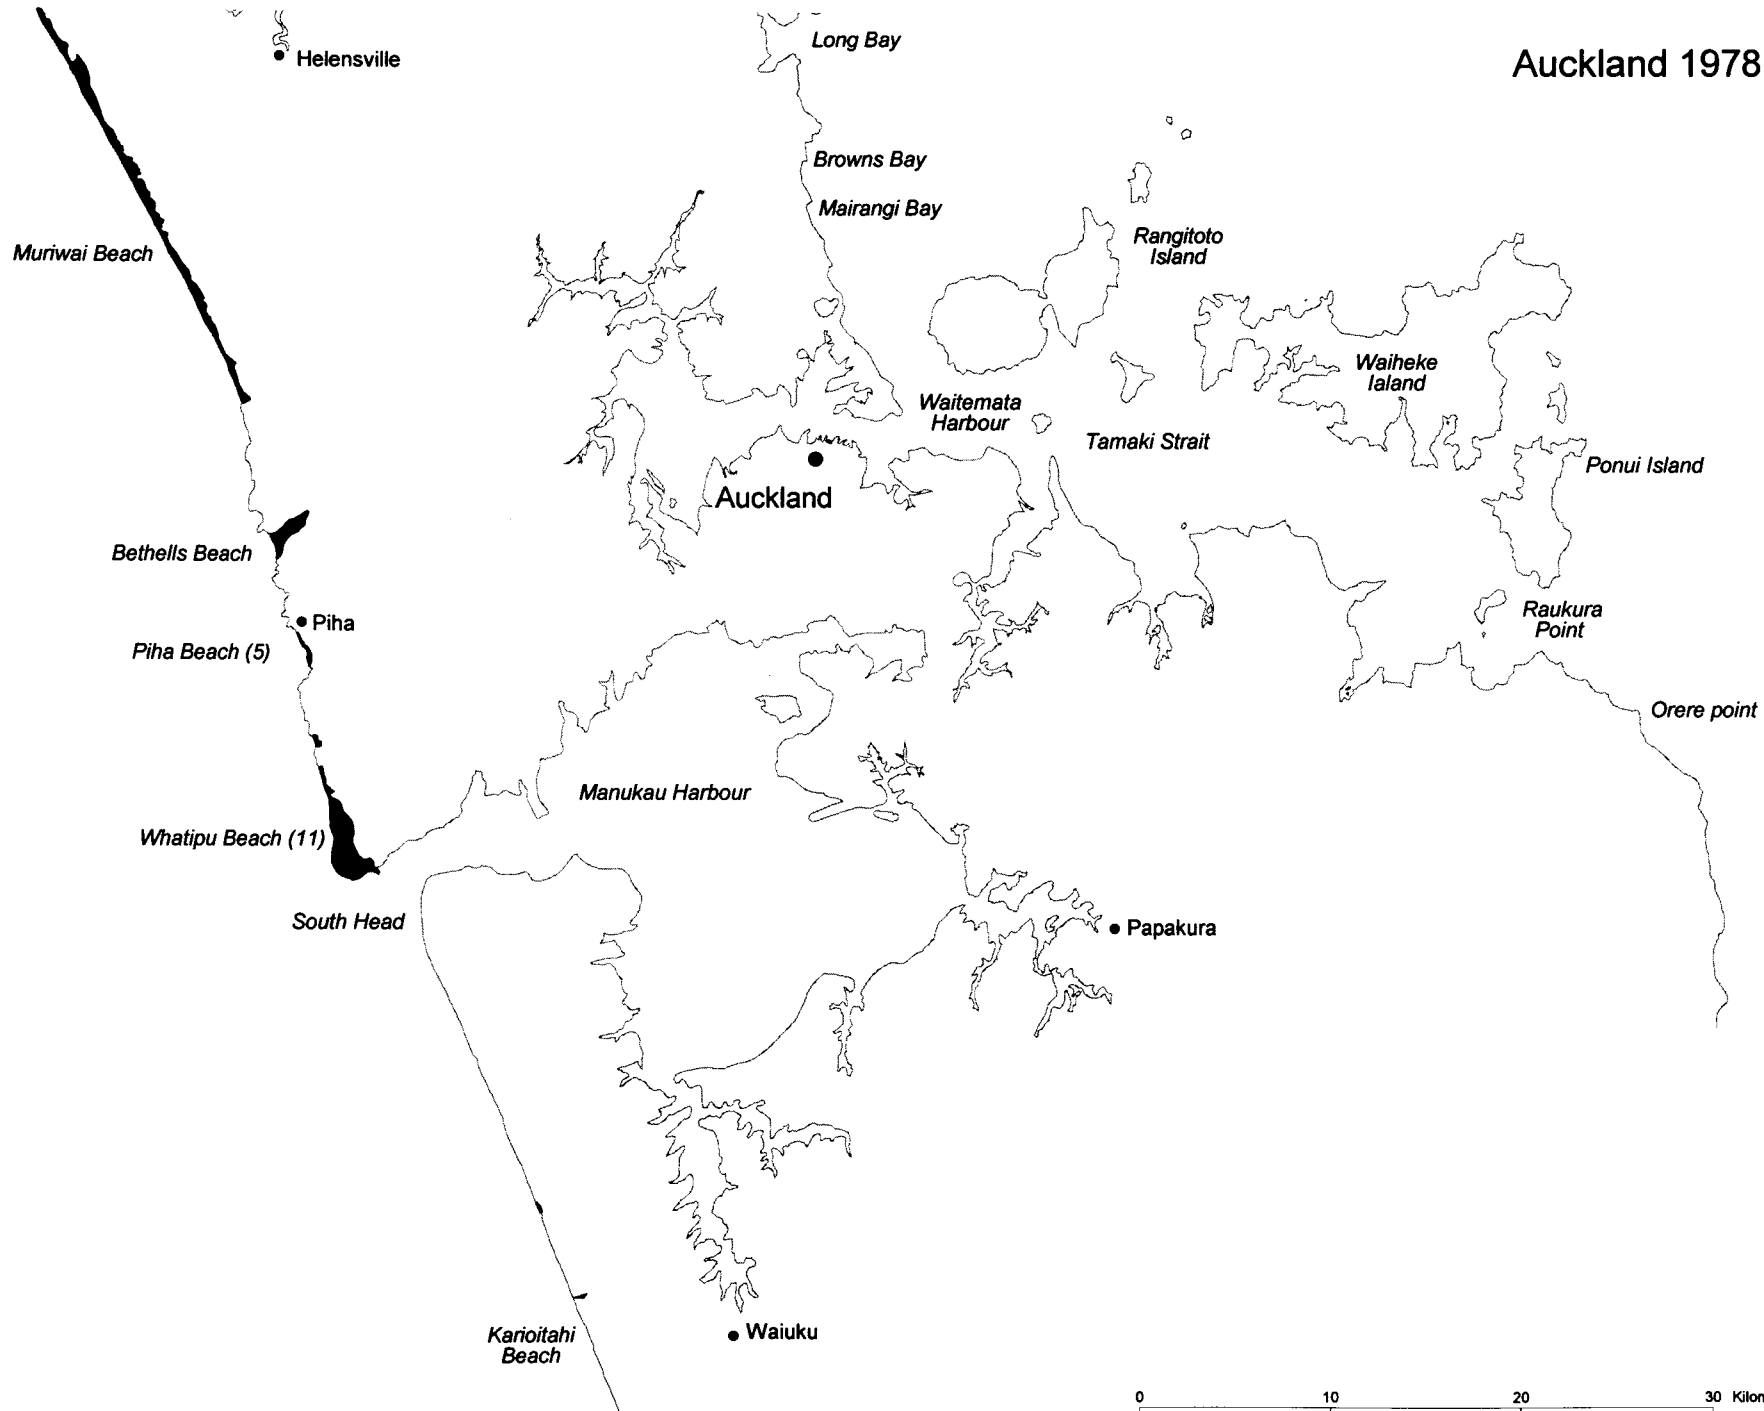 Long Bay
Auckland 1978
Helensville
Browns Bay
Mairangi Bay
Muriwai Beach
Rangitoto
Island
Waiheke
Ialand
Waitemata
Harbour
Tamaki Strait
Ponui Island
Auckland
Bethells Beach
Raukura
Point
Piha
Piha Beach (5)
Orere point
Manukau Harbour
Whatipu Beach (11)
South Head
Papakura
Waiuku
Karioitahi
Beach
0 10 20 30 Kilon